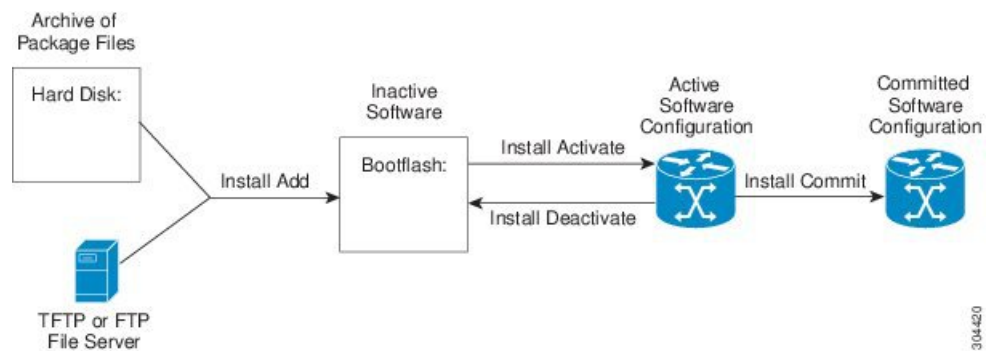 Archive of
Package Files
Hard Disk:
Inactive
Software
Bootflash:
Install Add
Install Activate
Install Deactivate
Active
Software
Configuration
Install Commit
Committed
Software
Configuration
TFTP or FTP
File Server
304420